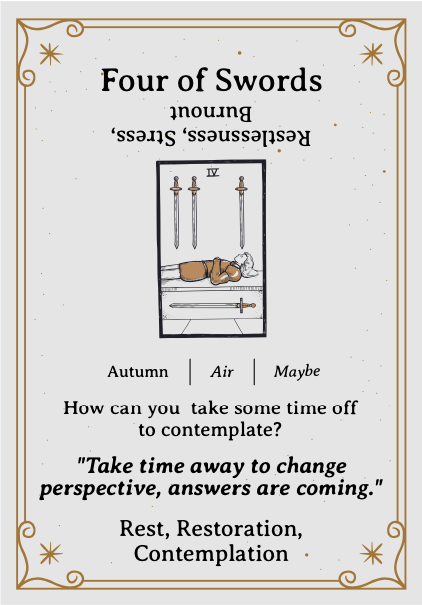 Four of Swords
Restlessness, Stress,
Burnout
IV
Autumn | Air | Maybe
How can you take some time off
to contemplate?
"Take time away to change
perspective, answers are coming."
Rest, Restoration,
Contemplation